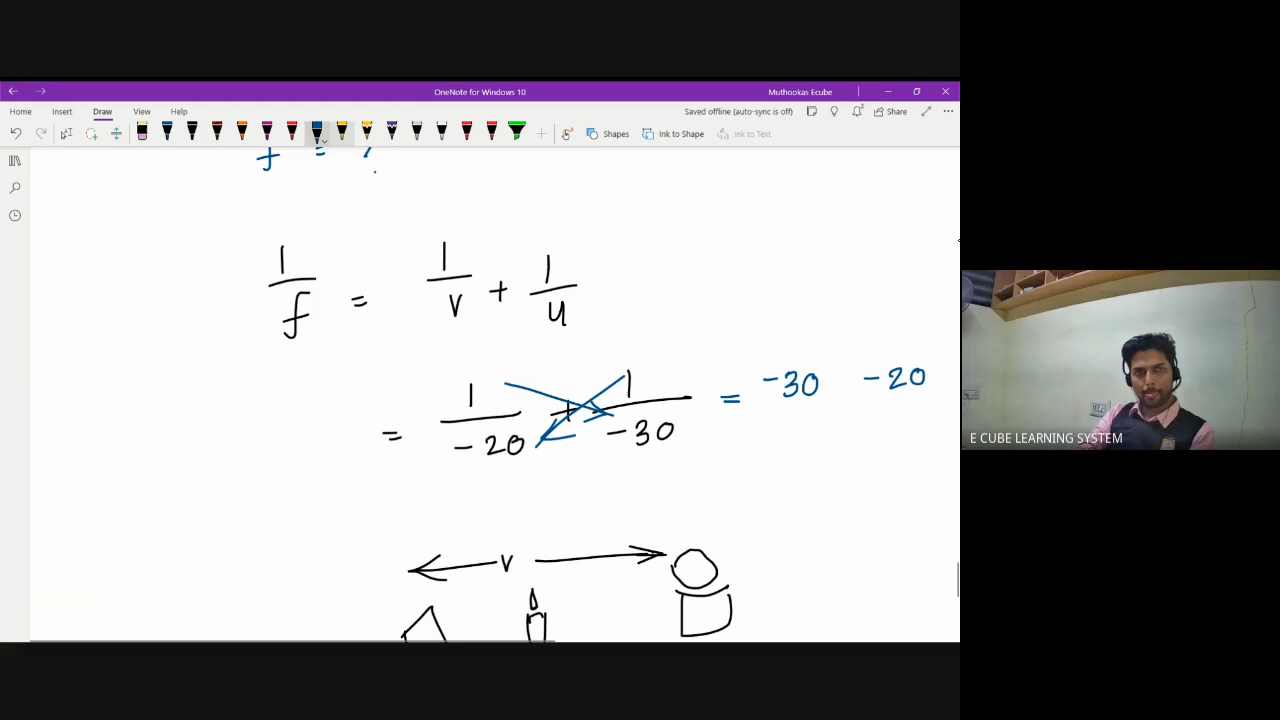 OneNote for Windows 10
Muthookas Ecube
Home Insert Draw View Help
Saved offline (auto-sync is off)
Share
Shapes Ink to Shape Ink to Text
f = ?
1/f = 1/v + 1/u
= 1/-20 + 1/-30 = -30 -20
v
E CUBE LEARNING SYSTEM